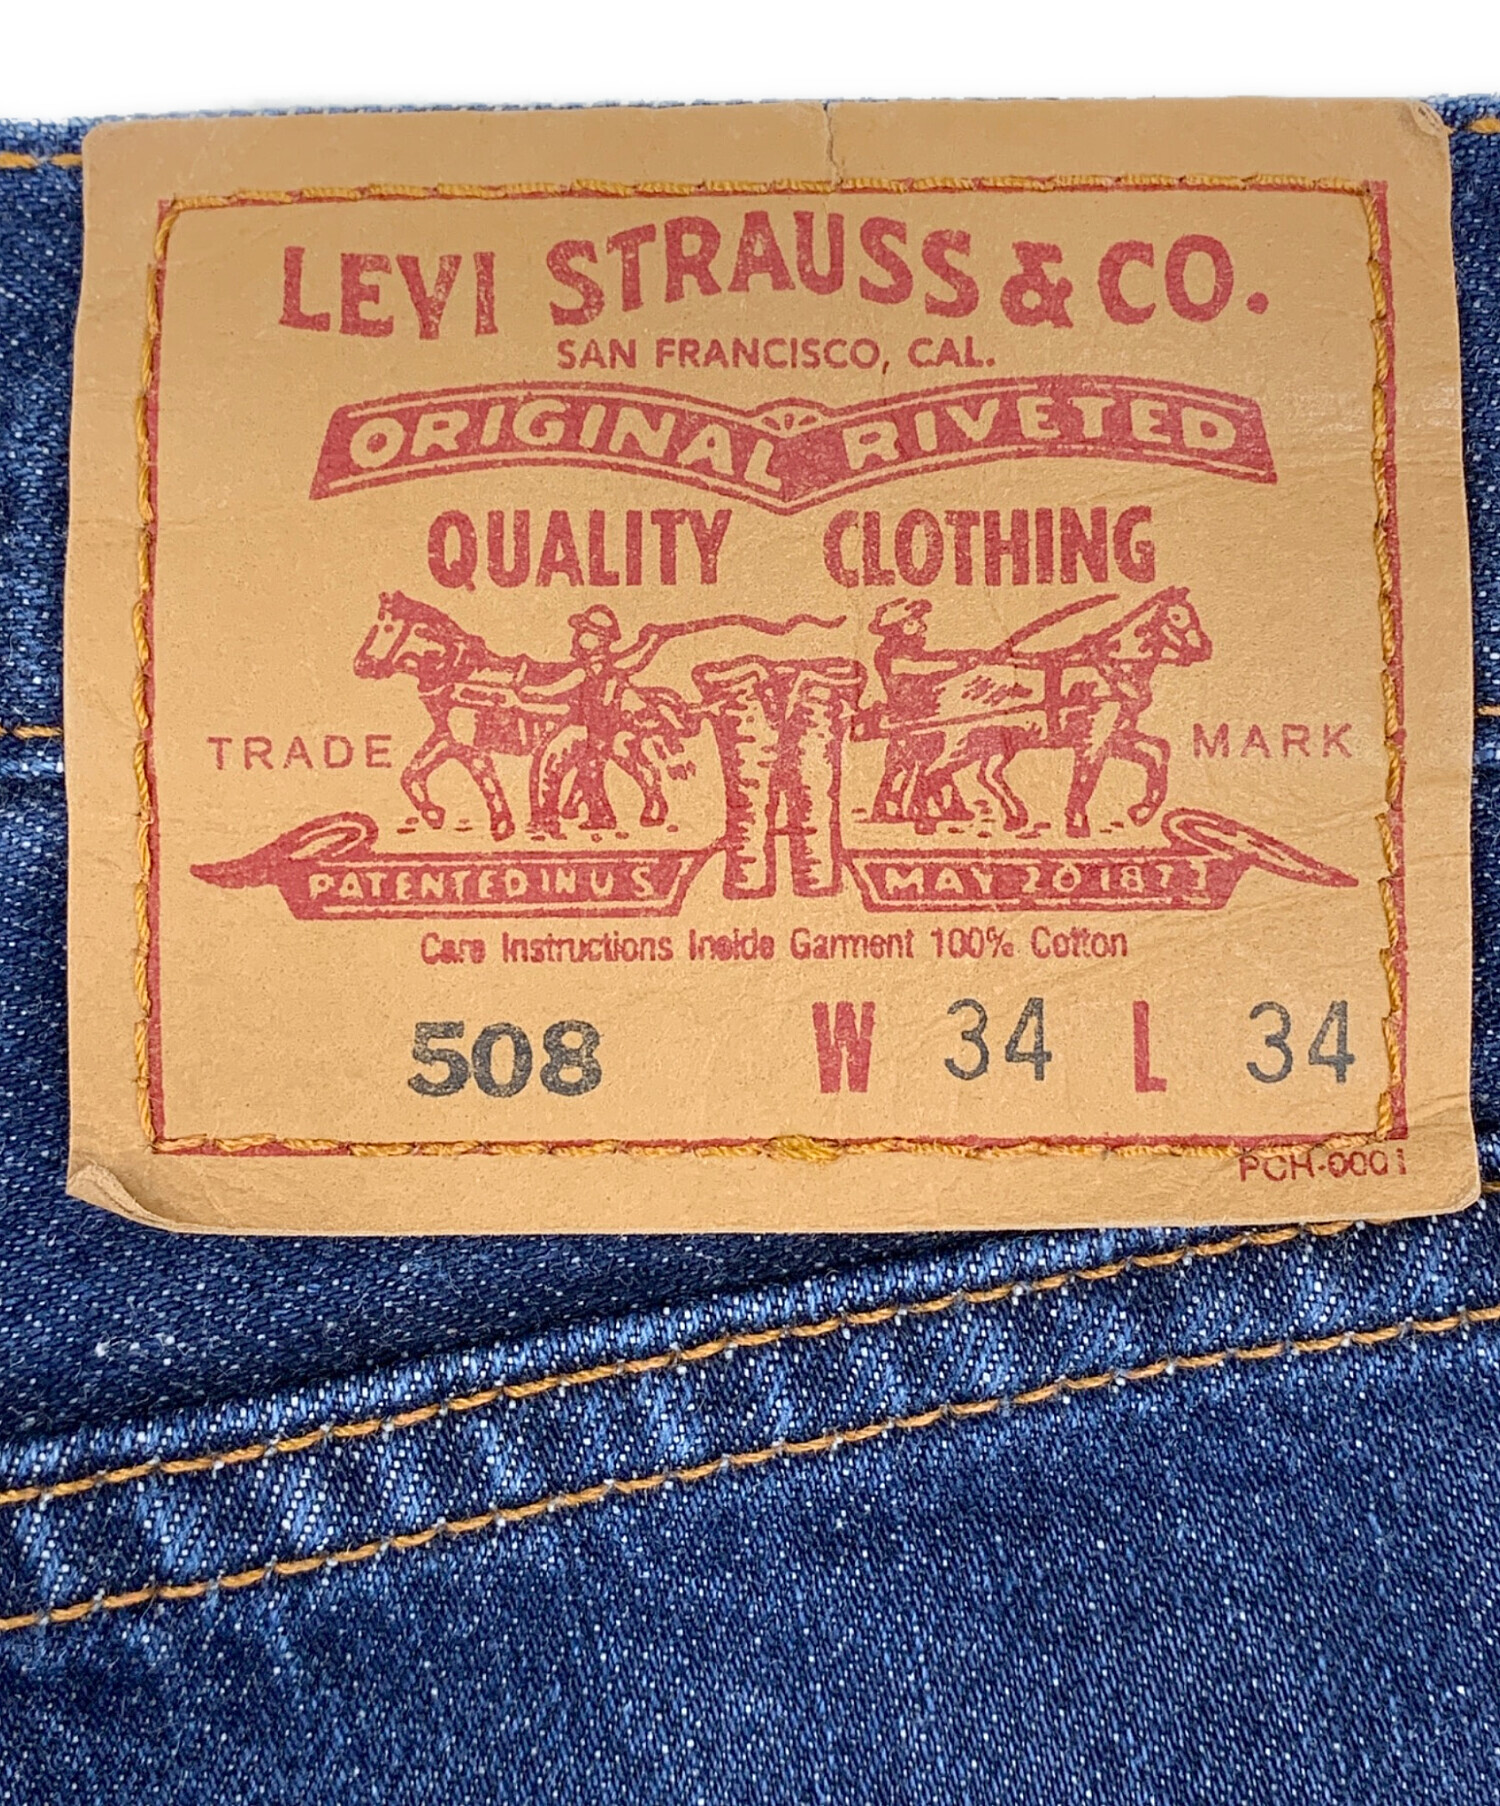 LEVI STRAUSS & CO.
SAN FRANCISCO, CAL.
ORIGINAL RIVETED
QUALITY CLOTHING
TRADE MARK
PATENTED IN U S MAY 20 1873
Care Instructions Inside Garment 100% Cotton
508 W 34 L 34
PCH-0001